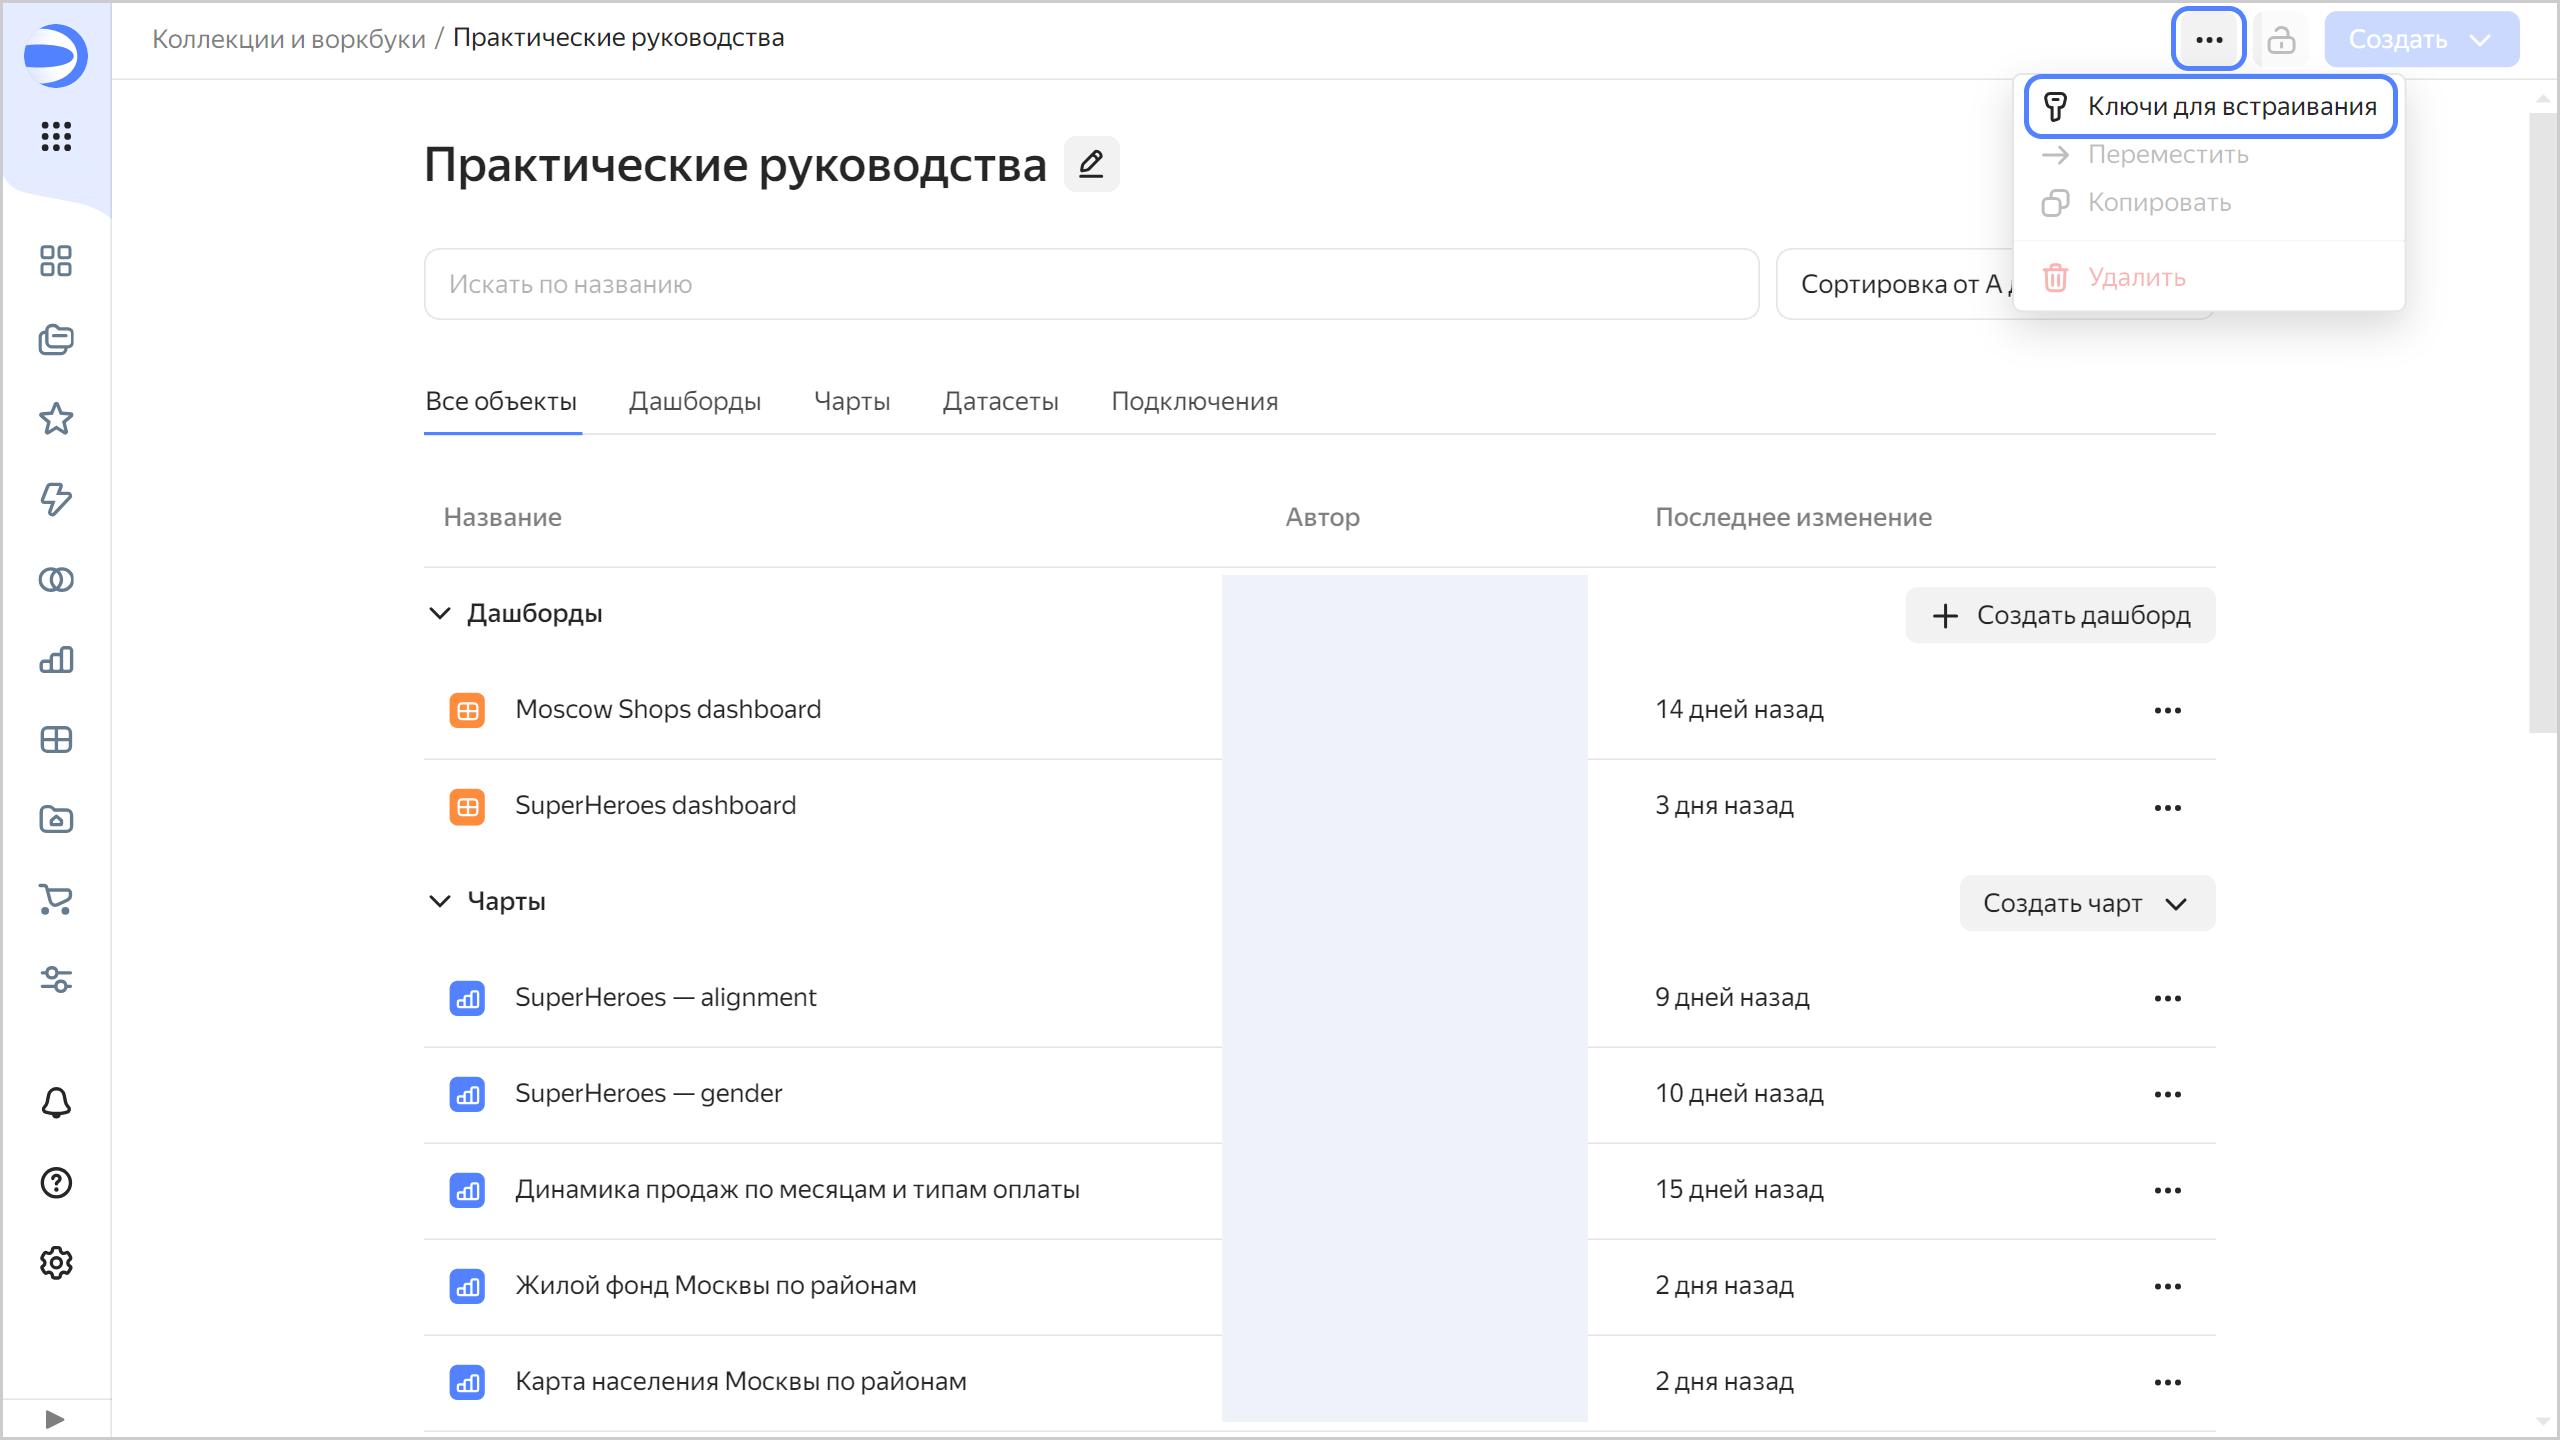 Коллекции и воркбуки / Практические руководства
Создать
Ключи для встраивания
Переместить
Копировать
Удалить
Практические руководства
Искать по названию
Сортировка от А
Все объекты Дашборды Чарты Датасеты Подключения
Название Автор Последнее изменение
Дашборды Создать дашборд
Moscow Shops dashboard 14 дней назад
SuperHeroes dashboard 3 дня назад
Чарты Создать чарт
SuperHeroes — alignment 9 дней назад
SuperHeroes — gender 10 дней назад
Динамика продаж по месяцам и типам оплаты 15 дней назад
Жилой фонд Москвы по районам 2 дня назад
Карта населения Москвы по районам 2 дня назад